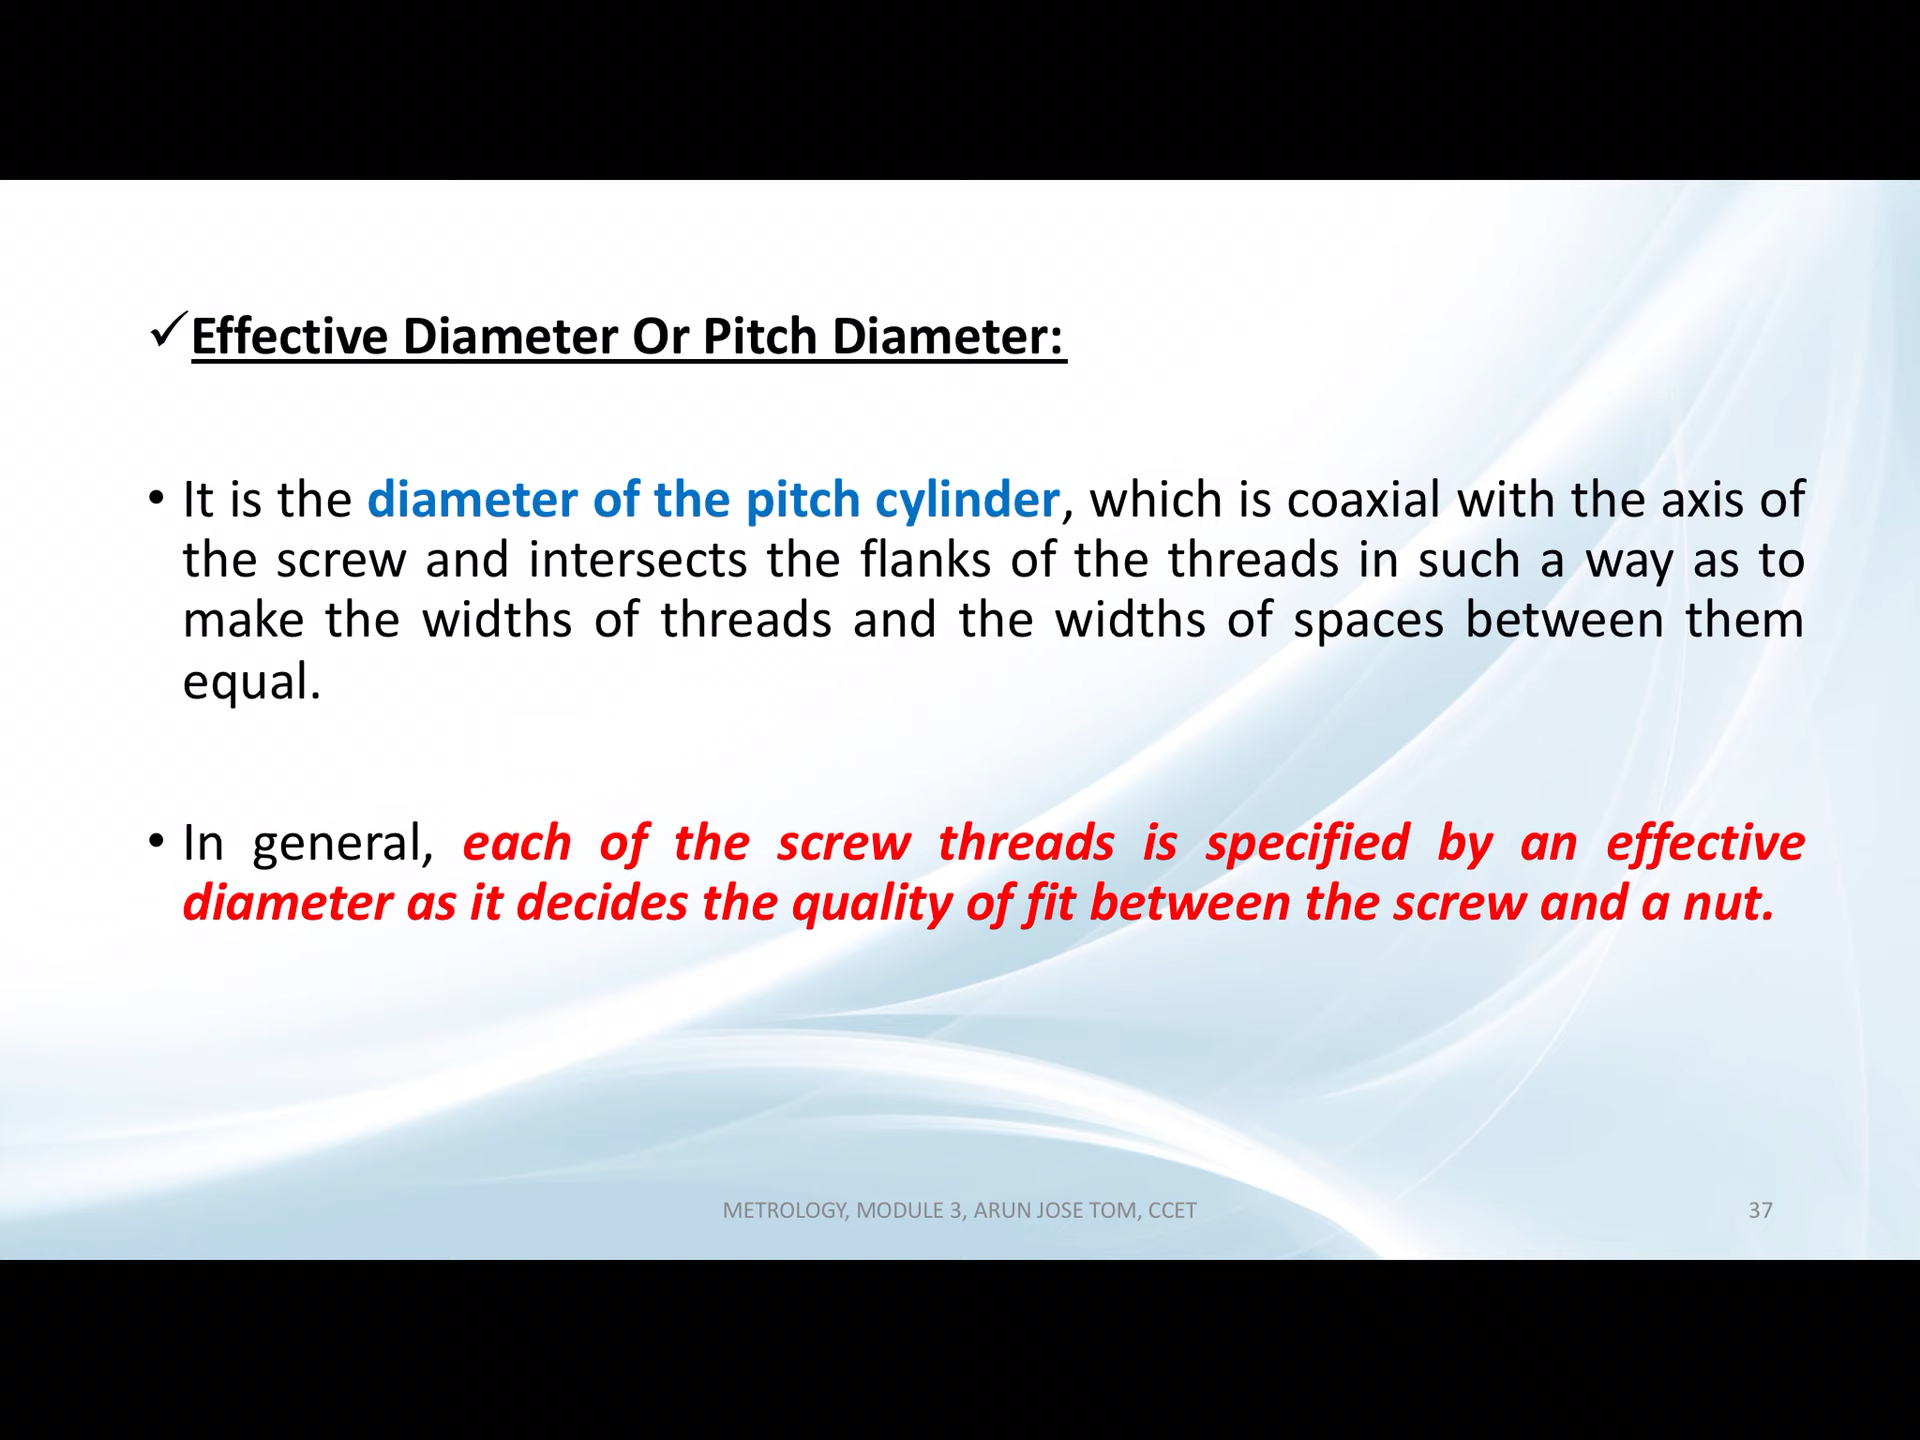 ✓Effective Diameter Or Pitch Diameter:
• It is the diameter of the pitch cylinder, which is coaxial with the axis of
the screw and intersects the flanks of the threads in such a way as to
make the widths of threads and the widths of spaces between them
equal.
• In general, each of the screw threads is specified by an effective
diameter as it decides the quality of fit between the screw and a nut.
METROLOGY, MODULE 3, ARUN JOSE TOM, CCET
37